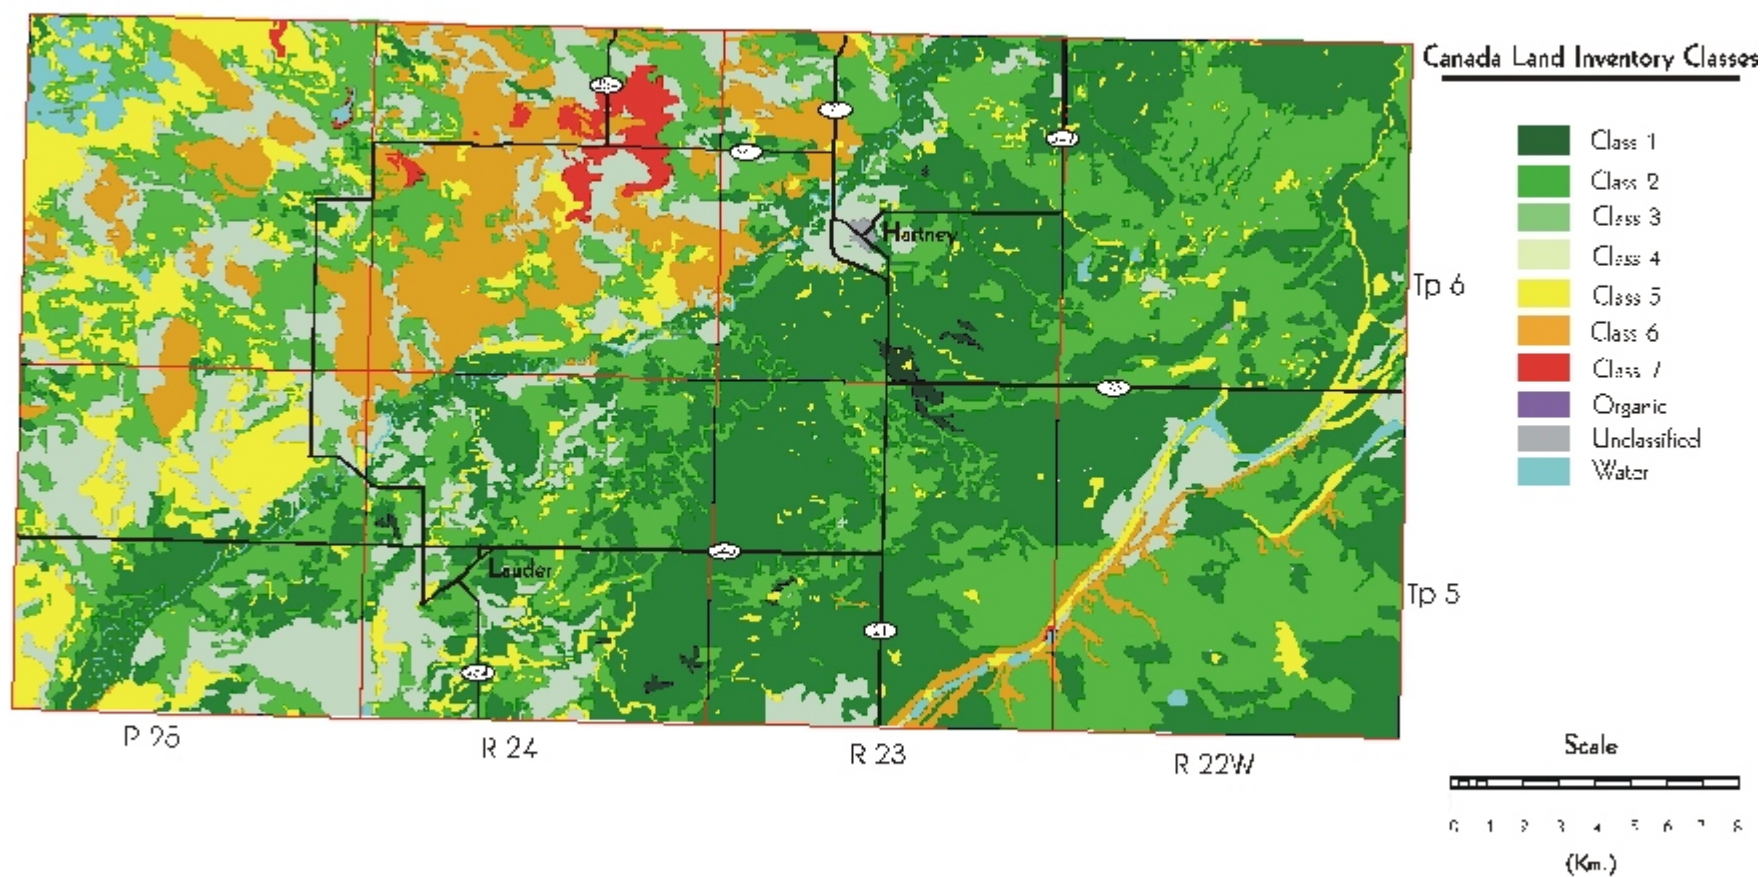 Canada Land Inventory Classes
Class 1
Class 2
Class 3
Class 4
Class 5
Class 6
Class 7
Organic
Unclassified
Water
Hartney
Tp 6
Lauder
Tp 5
R 24
R 23
R 22W
Scale
0 1 2 3 4 5 6 7 8
(Km.)